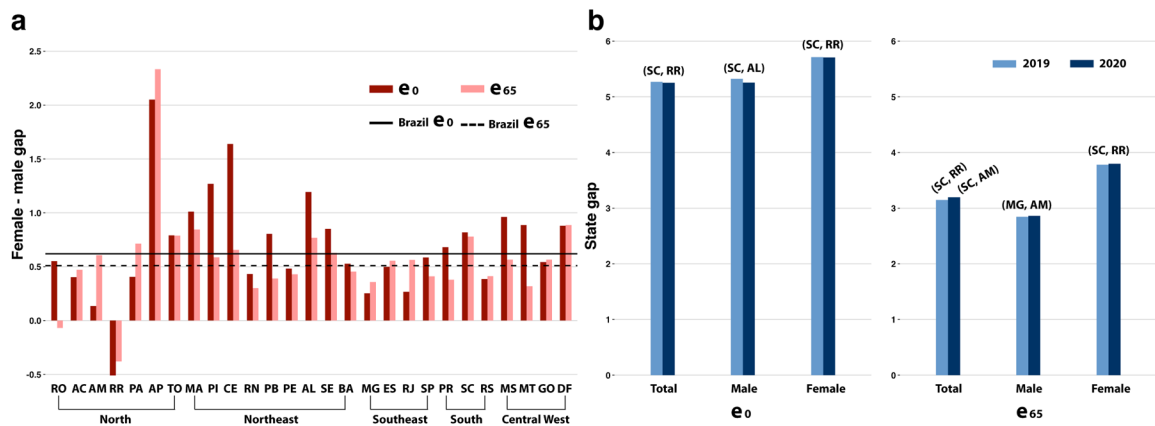 a
Female - male gap
2.5
2.0
1.5
1.0
0.5
0.0
-0.5
e0
e65
Brazil e0
Brazil e65
RO AC AM RR PA AP TO MA PI CE RN PB PE AL SE BA MG ES RJ SP PR SC RS MS MT GO DF
North Northeast Southeast South Central West
b
State gap
6
5
4
3
2
1
0
(SC, RR)
(SC, AL)
(SC, RR)
Total Male Female
e0
2019
2020
6
5
4
3
2
1
0
(SC, RR)
(SC, AM)
(MG, AM)
(SC, RR)
Total Male Female
e65